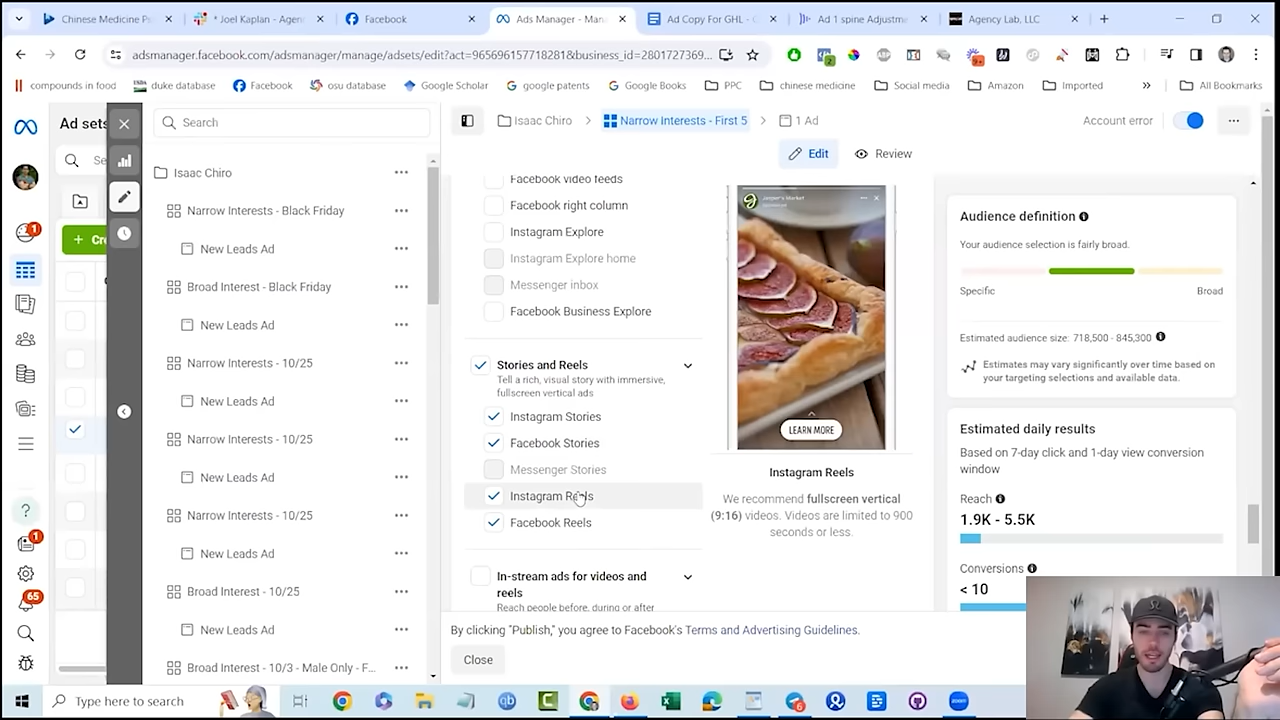 Chinese Medicine Ps
* Joel Kaplan - Agen
Facebook
Ads Manager - Mana
Ad Copy For GHL - G
Ad 1 spine Adjustme
Agency Lab, LLC
adsmanager.facebook.com/adsmanager/manage/adsets/edit?act=965696157718281&business_id=2801727369...
compounds in food
duke database
Facebook
osu database
Google Scholar
google patents
Google Books
PPC
chinese medicine
Social media
Amazon
Imported
All Bookmarks
Ad sets
Search
Isaac Chiro
Narrow Interests - First 5
1 Ad
Account error
Edit
Review
Se
+ Cre
Isaac Chiro
Narrow Interests - Black Friday
New Leads Ad
Broad Interest - Black Friday
New Leads Ad
Narrow Interests - 10/25
New Leads Ad
Narrow Interests - 10/25
New Leads Ad
Narrow Interests - 10/25
New Leads Ad
Broad Interest - 10/25
New Leads Ad
Broad Interest - 10/3 - Male Only - F...
Facebook video feeds
Facebook right column
Instagram Explore
Instagram Explore home
Messenger inbox
Facebook Business Explore
Stories and Reels
Tell a rich, visual story with immersive,
fullscreen vertical ads
Instagram Stories
Facebook Stories
Messenger Stories
Instagram Reels
Facebook Reels
In-stream ads for videos and
reels
Reach people before, during or after
Jasper's Market
LEARN MORE
Instagram Reels
We recommend fullscreen vertical
(9:16) videos. Videos are limited to 900
seconds or less.
Audience definition
Your audience selection is fairly broad.
Specific
Broad
Estimated audience size: 718,500 - 845,300
Estimates may vary significantly over time based on
your targeting selections and available data.
Estimated daily results
Based on 7-day click and 1-day view conversion
window
Reach
1.9K - 5.5K
Conversions
< 10
By clicking "Publish," you agree to Facebook's Terms and Advertising Guidelines.
Close
1
1
65
Type here to search